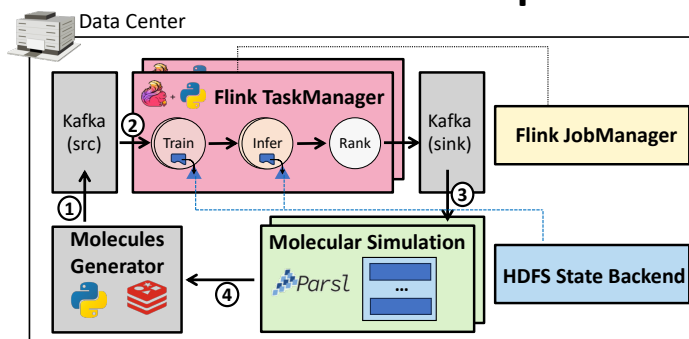 Data Center
+
Flink TaskManager
Kafka
(src)
2
Train
Infer
Rank
Kafka
(sink)
Flink JobManager
1
3
Molecules
Generator
Molecular Simulation
Parsl
...
HDFS State Backend
4